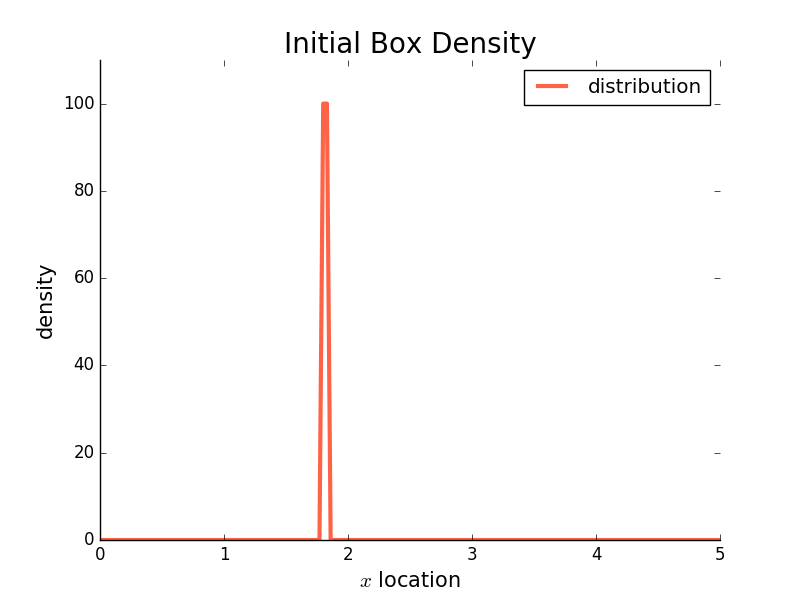 Initial Box Density
distribution
100
80
60
40
20
0
density
0 1 2 3 4 5
x location